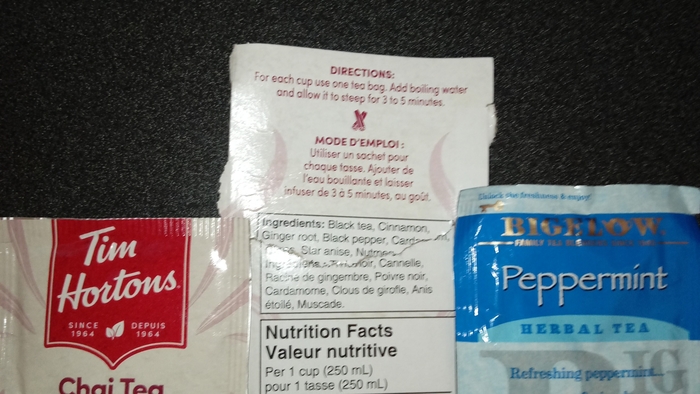 DIRECTIONS:
For each cup use one tea bag. Add boiling water
and allow it to steep for 3 to 5 minutes.
MODE D'EMPLOI :
Utiliser un sachet pour
chaque tasse. Ajouter de
l'eau bouillante et laisser
infuser de 3 à 5 minutes, au goût.
Ingredients: Black tea, Cinnamon,
Ginger root, Black pepper,
Star anise,
Cannelle,
Racine de gingembre, Poivre noir,
Cardamome, Clous de girofle, Anis
étoilé, Muscade.
Nutrition Facts
Valeur nutritive
Per 1 cup (250 mL)
pour 1 tasse (250 mL)
Tim
Hortons
SINCE DEPUIS
1964 1964
Chai Tea
BIGELOW
Peppermint
HERBAL TEA
Refreshing peppermint...